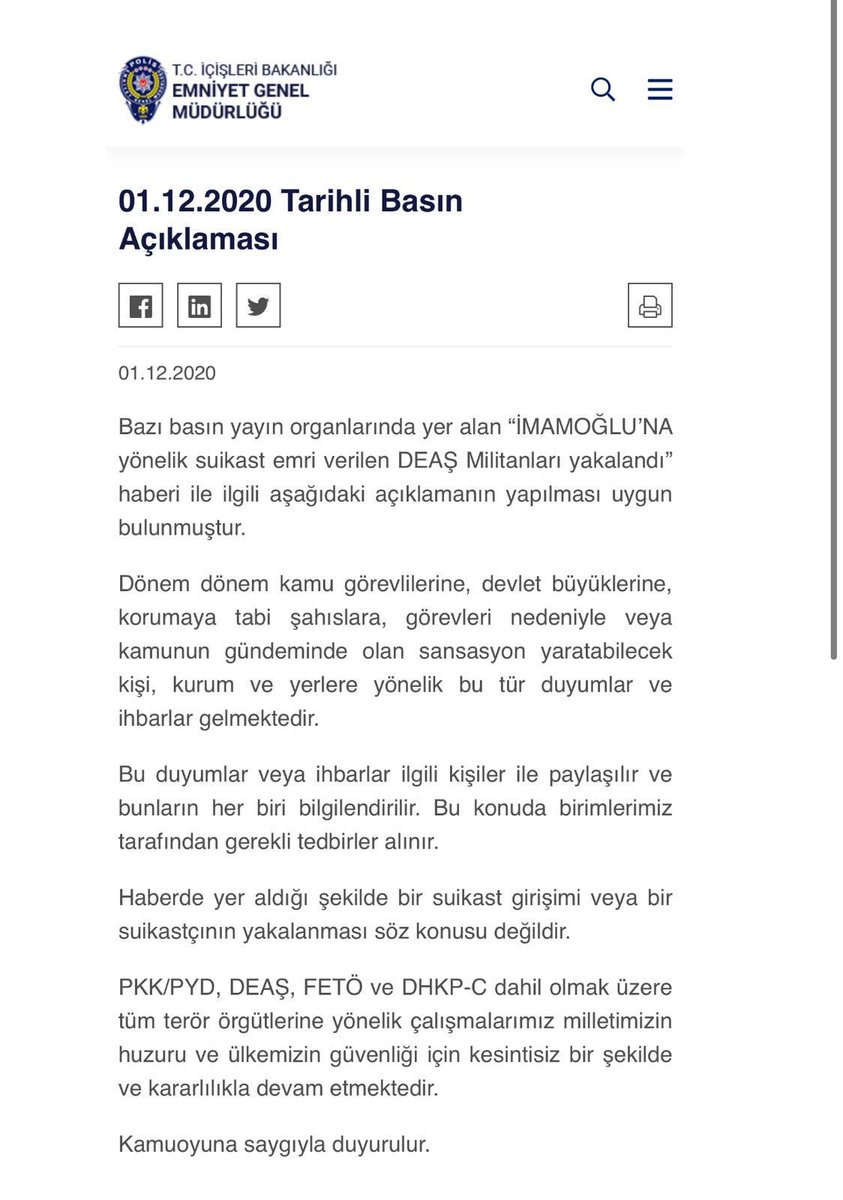 POLİS
T.C. İÇİŞLERİ BAKANLIĞI
EMNİYET GENEL
MÜDÜRLÜĞÜ
01.12.2020 Tarihli Basın
Açıklaması
01.12.2020
Bazı basın yayın organlarında yer alan “İMAMOĞLU’NA
yönelik suikast emri verilen DEAŞ Militanları yakalandı”
haberi ile ilgili aşağıdaki açıklamanın yapılması uygun
bulunmuştur.
Dönem dönem kamu görevlilerine, devlet büyüklerine,
korumaya tabi şahıslara, görevleri nedeniyle veya
kamunun gündeminde olan sansasyon yaratabilecek
kişi, kurum ve yerlere yönelik bu tür duyumlar ve
ihbarlar gelmektedir.
Bu duyumlar veya ihbarlar ilgili kişiler ile paylaşılır ve
bunların her biri bilgilendirilir. Bu konuda birimlerimiz
tarafından gerekli tedbirler alınır.
Haberde yer aldığı şekilde bir suikast girişimi veya bir
suikastçının yakalanması söz konusu değildir.
PKK/PYD, DEAŞ, FETÖ ve DHKP-C dahil olmak üzere
tüm terör örgütlerine yönelik çalışmalarımız milletimizin
huzuru ve ülkemizin güvenliği için kesintisiz bir şekilde
ve kararlılıkla devam etmektedir.
Kamuoyuna saygıyla duyurulur.